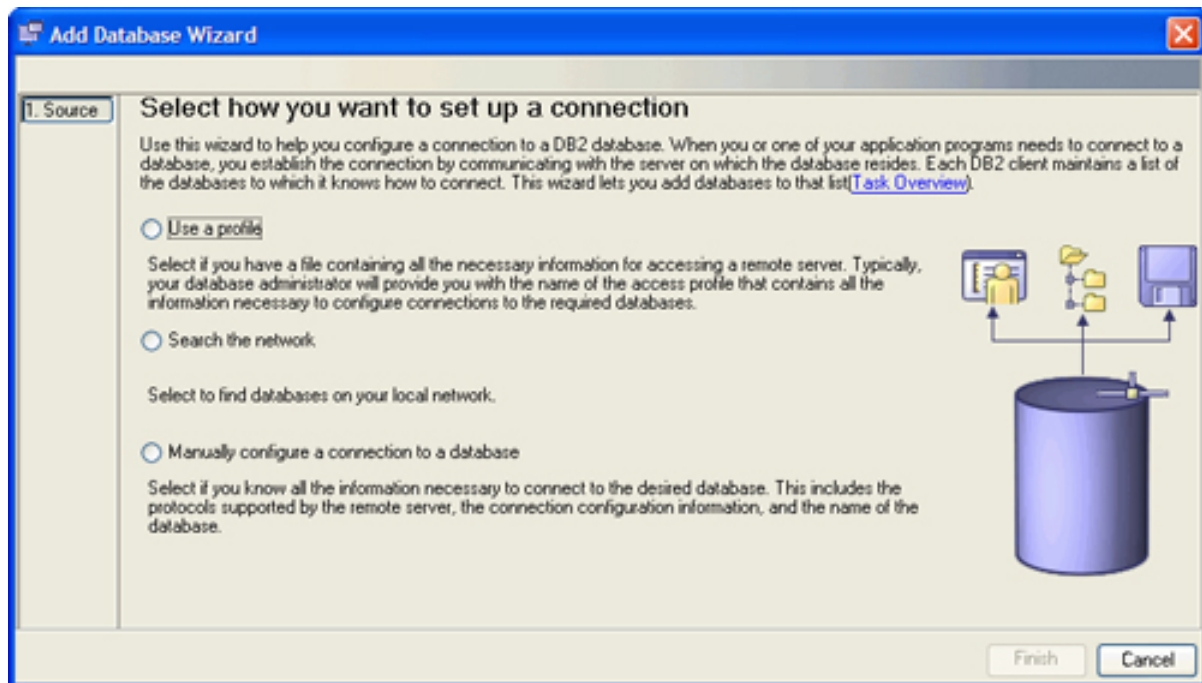 Add Database Wizard
1. Source
Select how you want to set up a connection
Use this wizard to help you configure a connection to a DB2 database. When you or one of your application programs needs to connect to a
database, you establish the connection by communicating with the server on which the database resides. Each DB2 client maintains a list of
the databases to which it knows how to connect. This wizard lets you add databases to that list(Task Overview).
Use a profile
Select if you have a file containing all the necessary information for accessing a remote server. Typically,
your database administrator will provide you with the name of the access profile that contains all the
information necessary to configure connections to the required databases.
Search the network
Select to find databases on your local network.
Manually configure a connection to a database
Select if you know all the information necessary to connect to the desired database. This includes the
protocols supported by the remote server, the connection configuration information, and the name of the
database.
Finish
Cancel